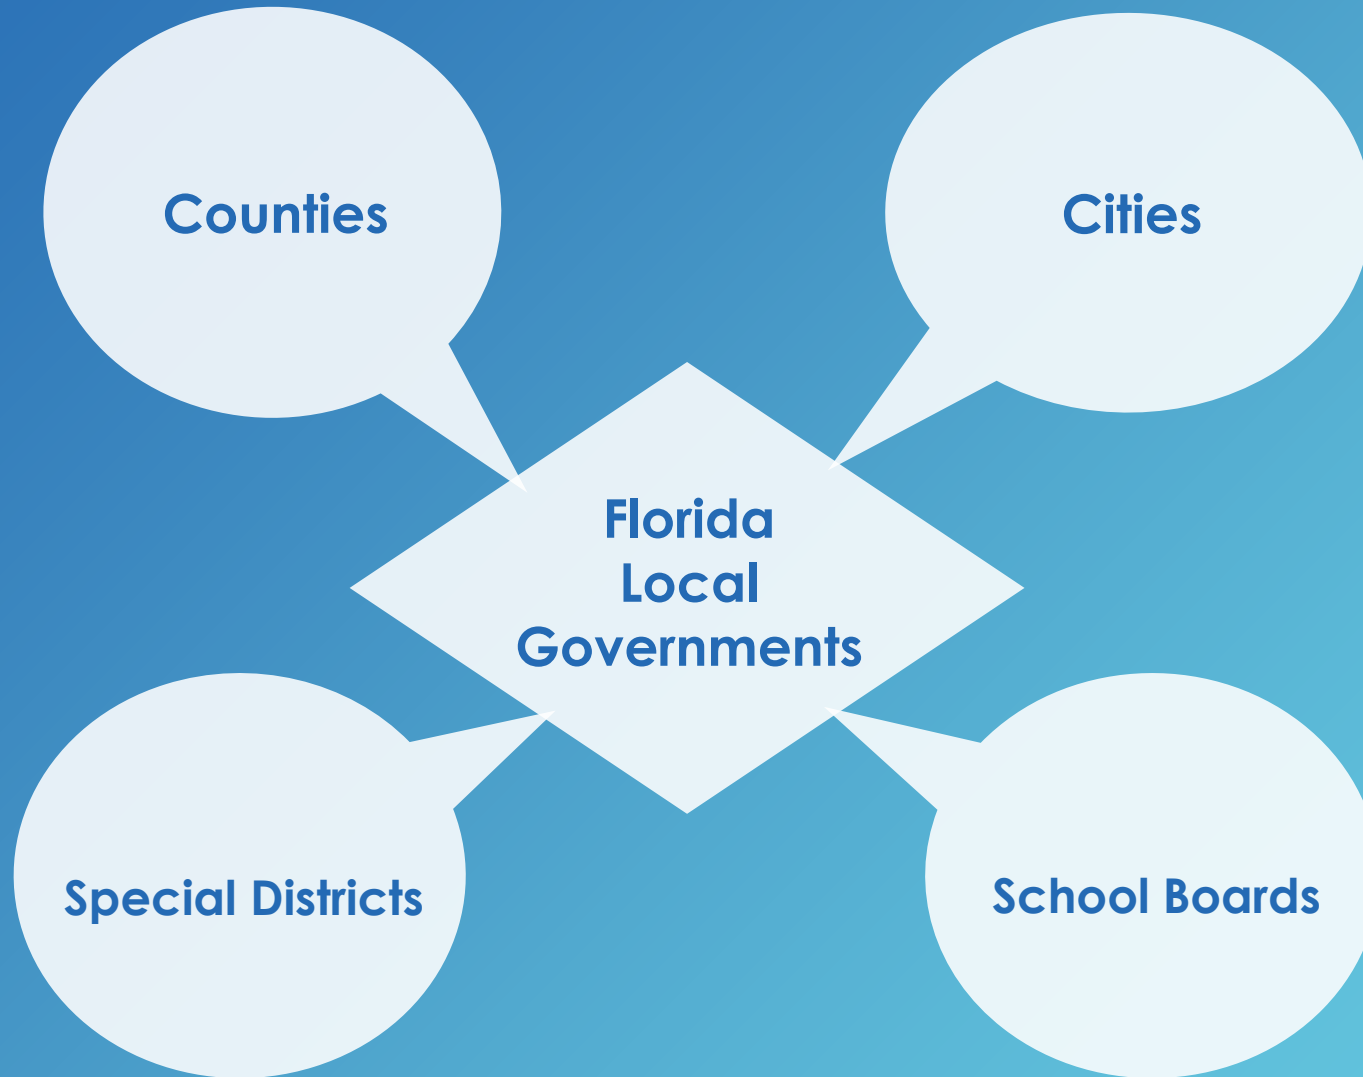 Counties
Cities
Florida
Local
Governments
Special Districts
School Boards